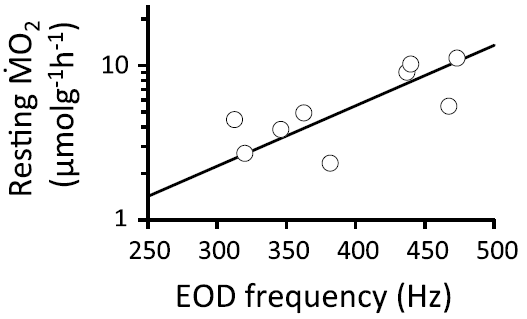 Resting ṀO₂
(µmolg⁻¹h⁻¹)
10
1
250 300 350 400 450 500
EOD frequency (Hz)